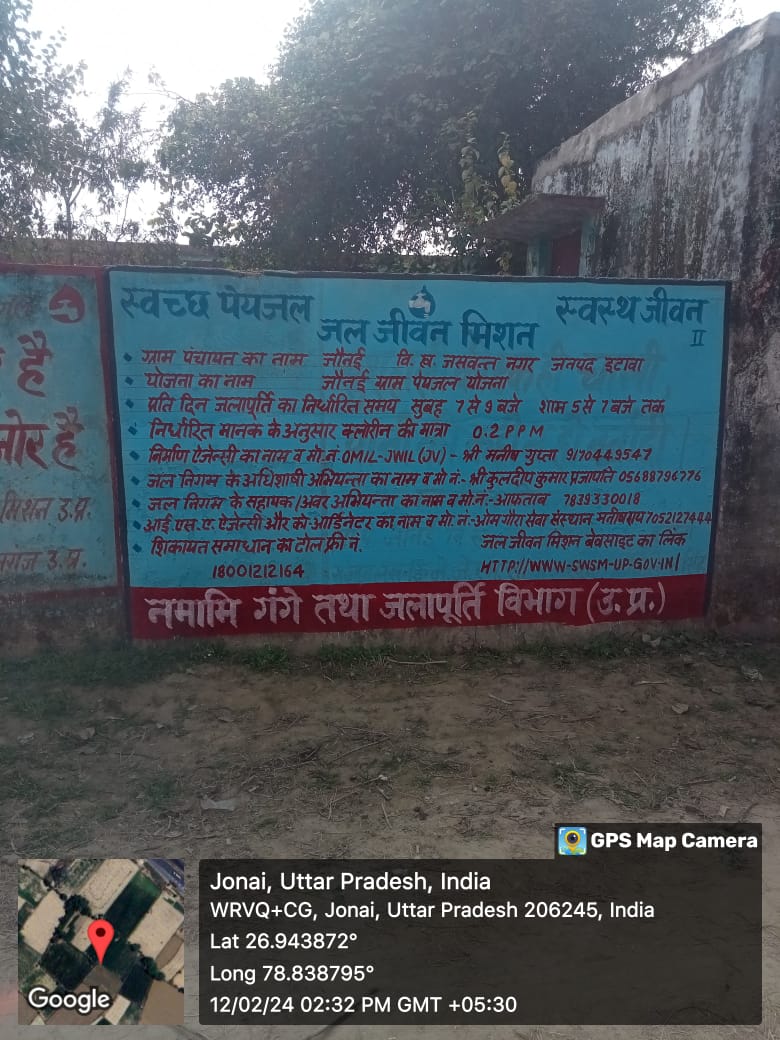 स्वच्छ पेयजल
स्वस्थ जीवन
जल जीवन मिशन
II
ग्राम पंचायत का नाम जौनई वि.ख. जसवन्त नगर जनपद इटावा
योजना का नाम जौनई ग्राम पेयजल योजना
प्रति दिन जलापूर्ति का निर्धारित समय सुबह 7 से 9 बजे शाम 5 से 7 बजे तक
निर्धारित मानक के अनुसार क्लोरीन की मात्रा 0.2 PPM
निर्माण ऐजेन्सी का नाम व मो.नं. OMIL-JWIL (JV) - श्री मनीष गुप्ता 9170449547
जल निगम के अधिशाषी अभियन्ता का नाम व मो नं.- श्री कुलदीप कुमार प्रजापति 05688796776
जल निगम के सहायक/अवर अभियन्ता का नाम व मो.नं.-आफताब 7839330018
आई.एस.ए. ऐजेन्सी और को आर्डिनेटर का नाम व मो. नं.-ओम गौरा सेवा संस्थान मनीष राय 7052127444
शिकायत समाधान का टोल फ्री नं. जल जीवन मिशन बेवसाइट का लिंक
18001212164 HTTP://WWW-SWSM-UP-GOV-IN/
नमामि गंगे तथा जलापूर्ति विभाग (उ.प्र.)
है
ोर है
मिशन उ.प्र.
उ.प्र.
GPS Map Camera
Jonai, Uttar Pradesh, India
WRVQ+CG, Jonai, Uttar Pradesh 206245, India
Lat 26.943872°
Long 78.838795°
12/02/24 02:32 PM GMT +05:30
Google